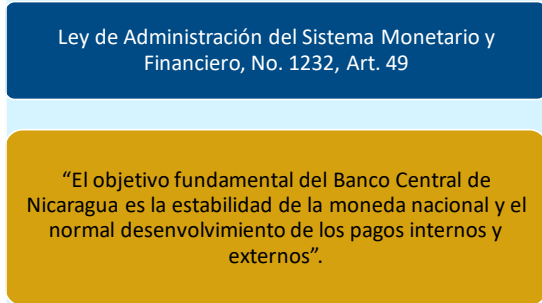 Ley de Administración del Sistema Monetario y
Financiero, No. 1232, Art. 49
“El objetivo fundamental del Banco Central de
Nicaragua es la estabilidad de la moneda nacional y el
normal desenvolvimiento de los pagos internos y
externos”.